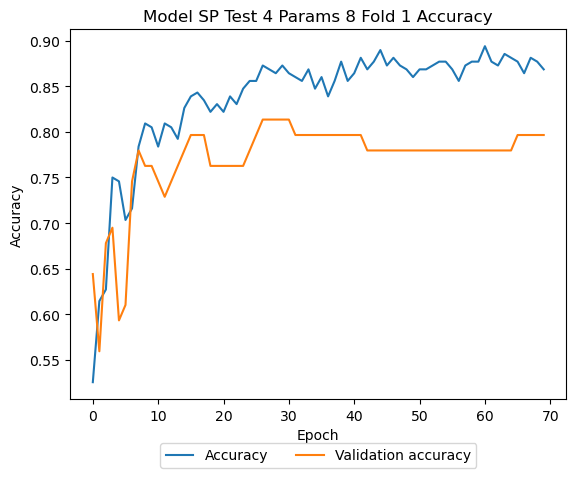 Model SP Test 4 Params 8 Fold 1 Accuracy
0.90
0.85
0.80
0.75
0.70
0.65
0.60
0.55
Accuracy
0 10 20 30 40 50 60 70
Epoch
Accuracy Validation accuracy